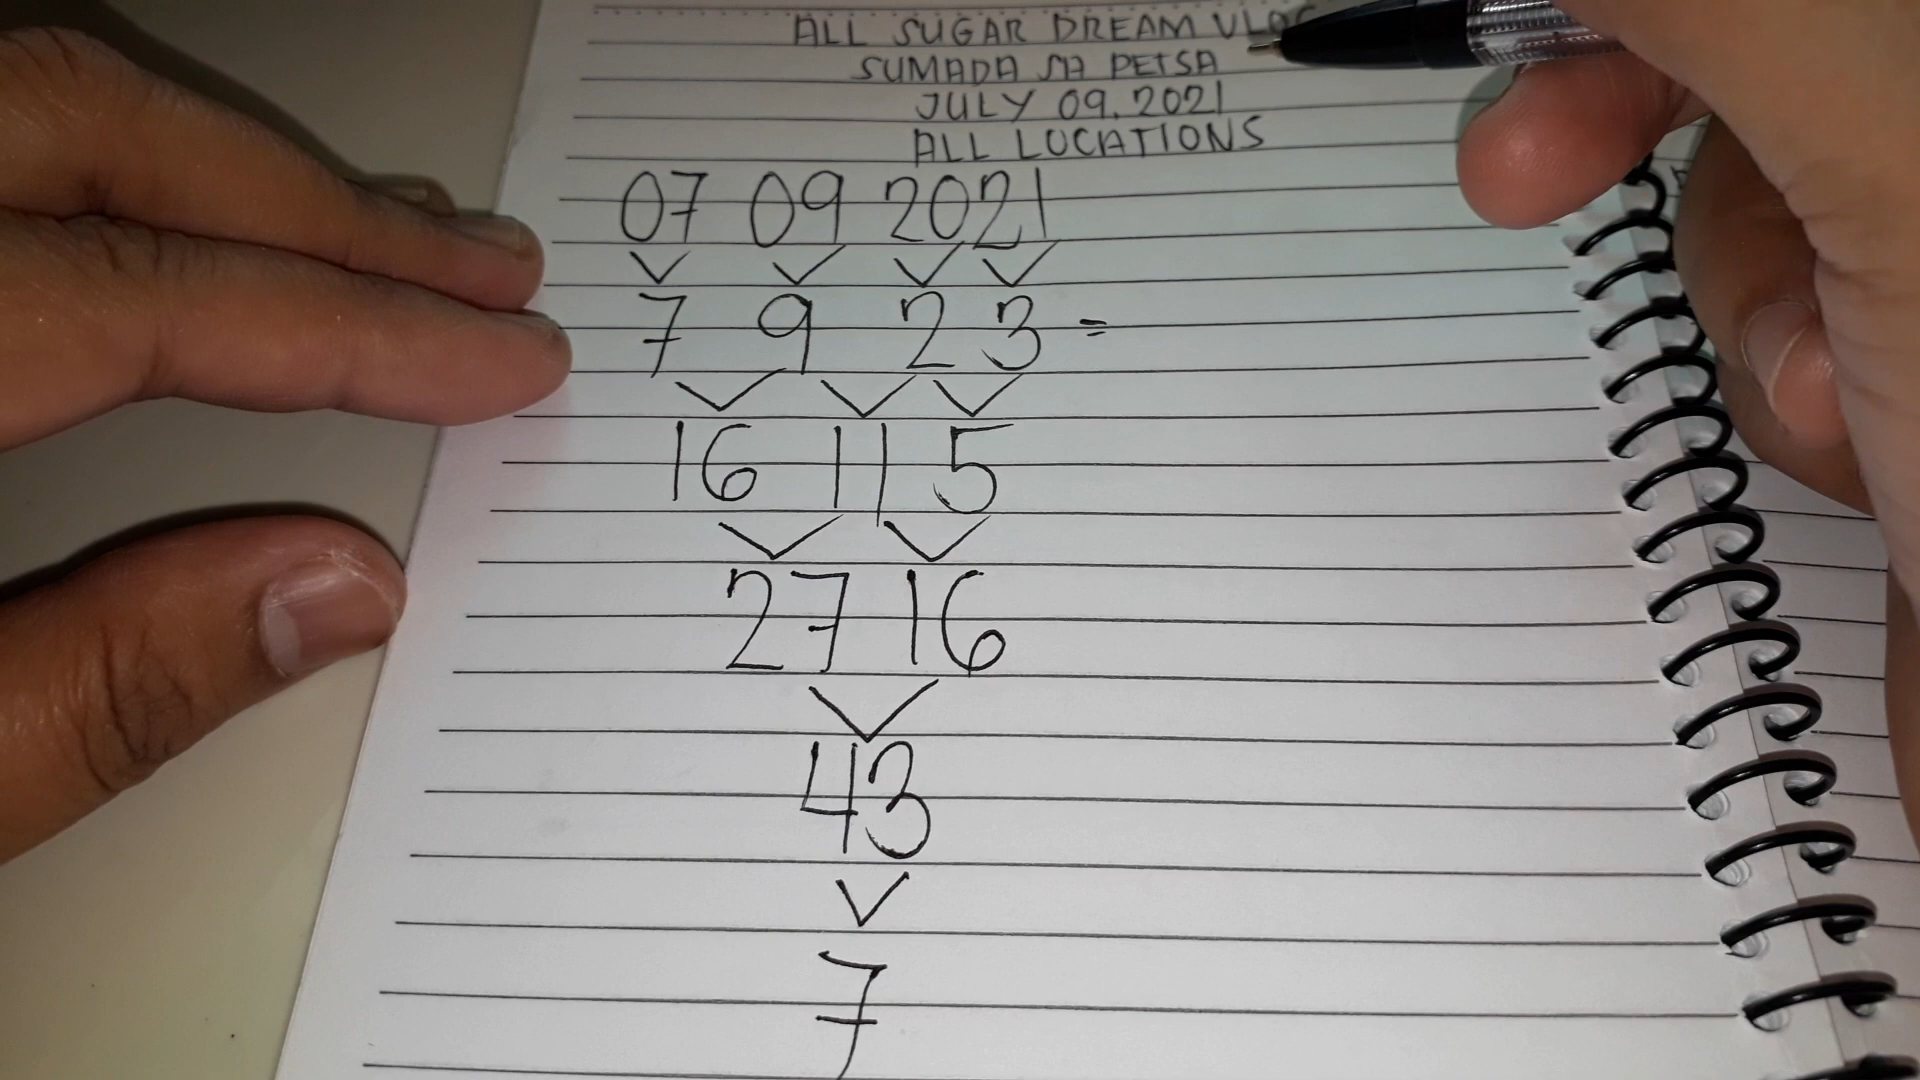 ALL SUGAR DREAM
SUMADA SA PETSA
JULY 09.2021
ALL LOCATIONS
07 09 2021
7 9 2 3 =
16 11 5
27 16
43
7